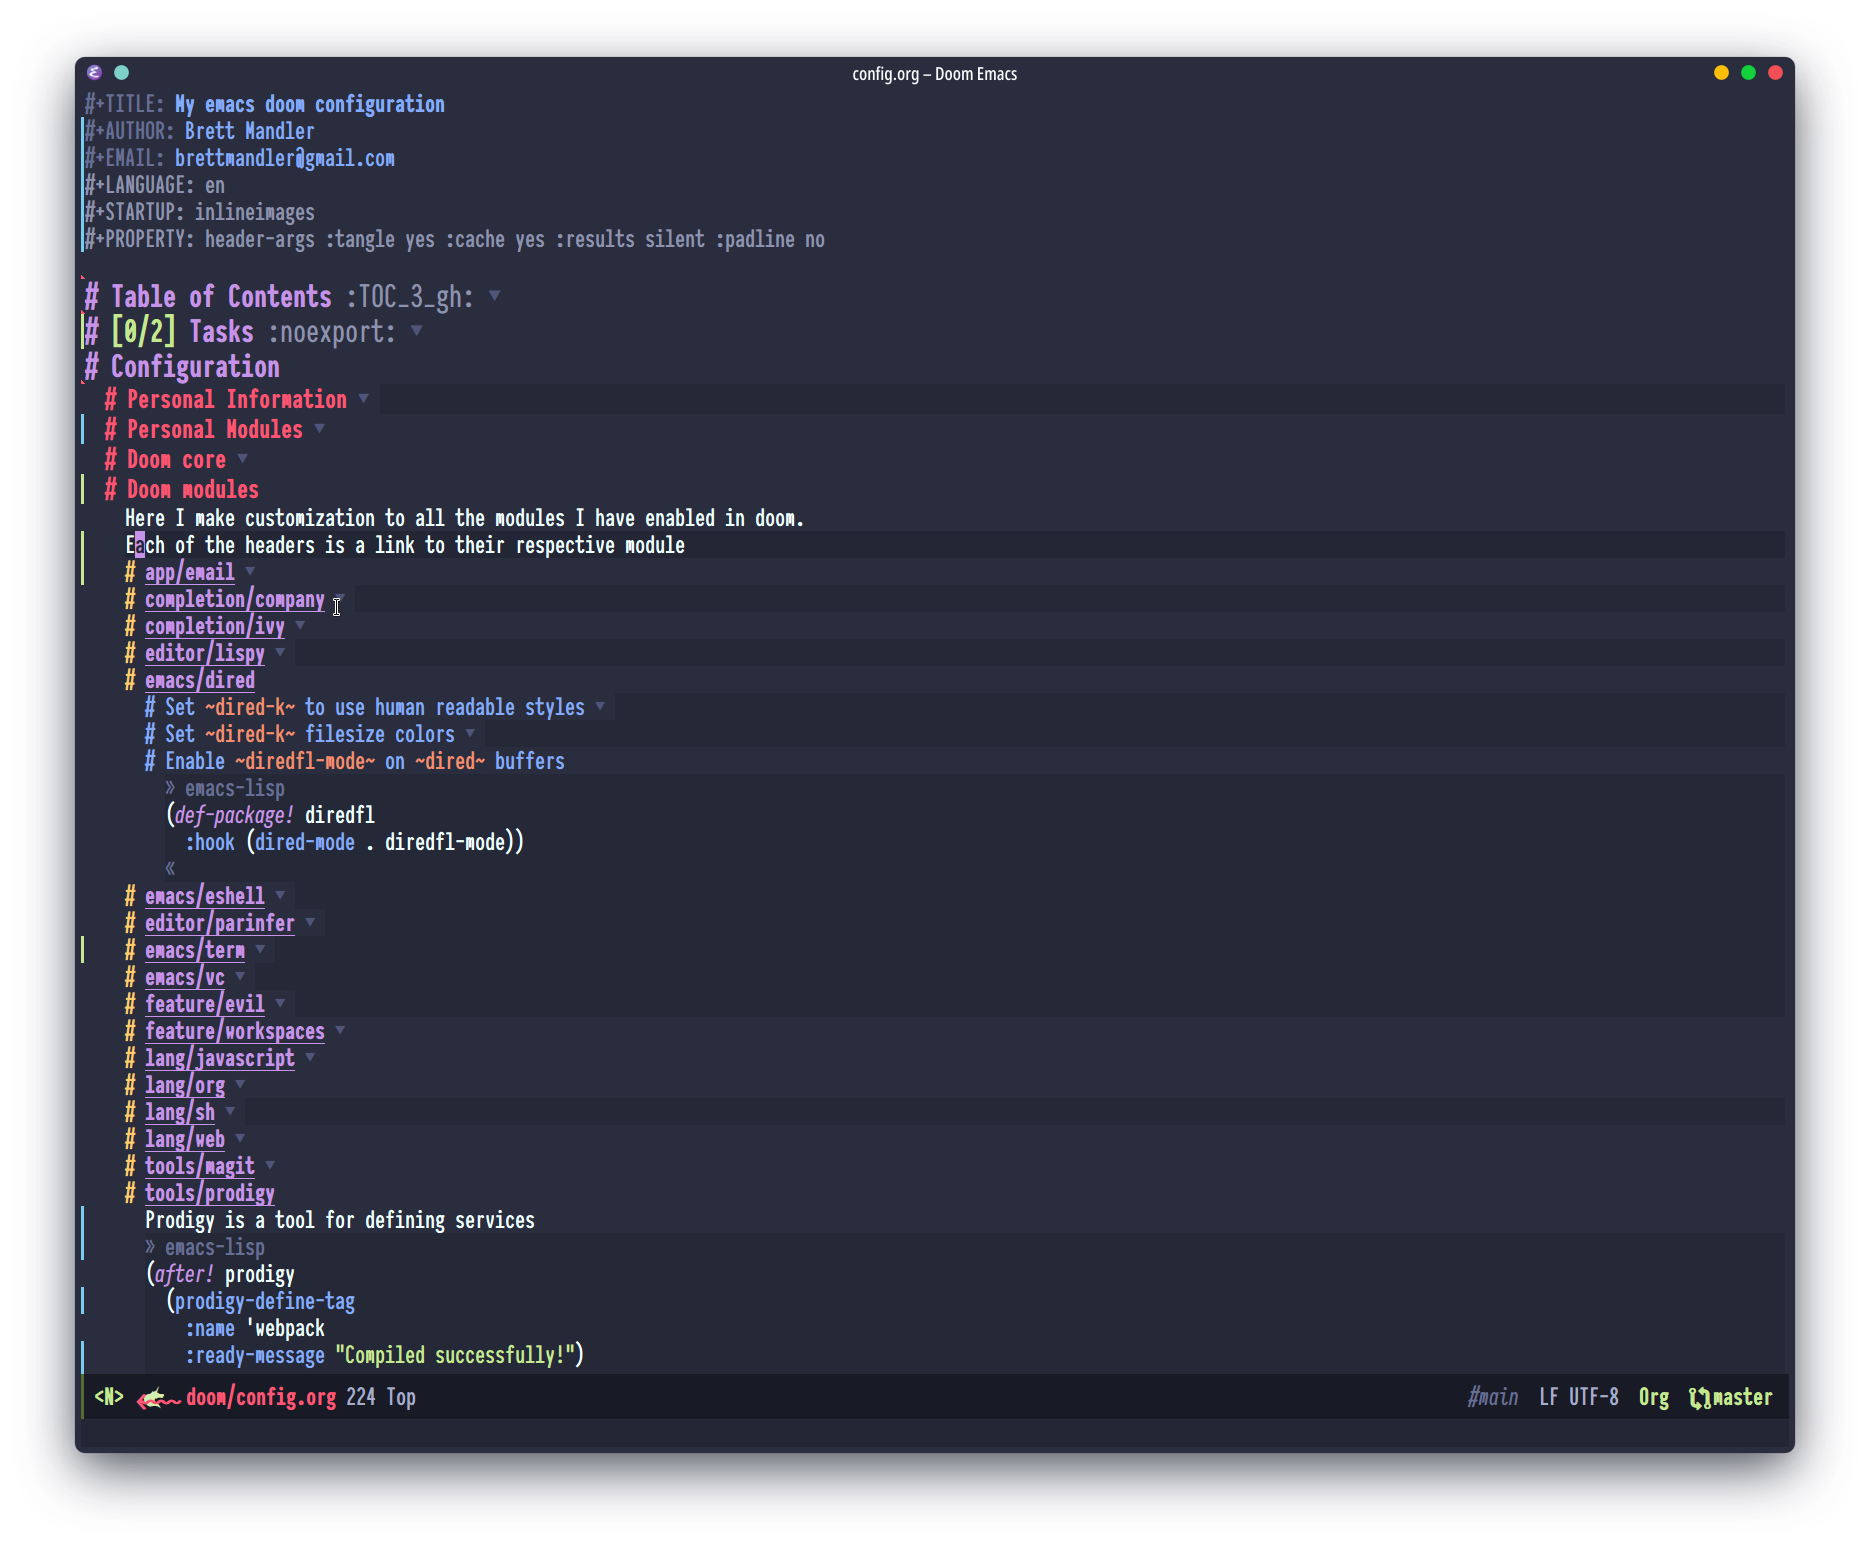 config.org – Doom Emacs
#+TITLE: My emacs doom configuration
#+AUTHOR: Brett Mandler
#+EMAIL: brettmandler@gmail.com
#+LANGUAGE: en
#+STARTUP: inlineimages
#+PROPERTY: header-args :tangle yes :cache yes :results silent :padline no
# Table of Contents :TOC_3_gh: ▼
# [0/2] Tasks :noexport: ▼
# Configuration
# Personal Information ▼
# Personal Modules ▼
# Doom core ▼
# Doom modules
Here I make customization to all the modules I have enabled in doom.
Each of the headers is a link to their respective module
# app/email ▼
# completion/company ▼
# completion/ivy ▼
# editor/lispy ▼
# emacs/dired
# Set ~dired-k~ to use human readable styles ▼
# Set ~dired-k~ filesize colors ▼
# Enable ~diredfl-mode~ on ~dired~ buffers
» emacs-lisp
(def-package! diredfl
:hook (dired-mode . diredfl-mode))
«
# emacs/eshell ▼
# editor/parinfer ▼
# emacs/term ▼
# emacs/vc ▼
# feature/evil ▼
# feature/workspaces ▼
# lang/javascript ▼
# lang/org ▼
# lang/sh ▼
# lang/web ▼
# tools/magit ▼
# tools/prodigy
Prodigy is a tool for defining services
» emacs-lisp
(after! prodigy
(prodigy-define-tag
:name 'webpack
:ready-message "Compiled successfully!")
<N> doom/config.org 224 Top #main LF UTF-8 Org master